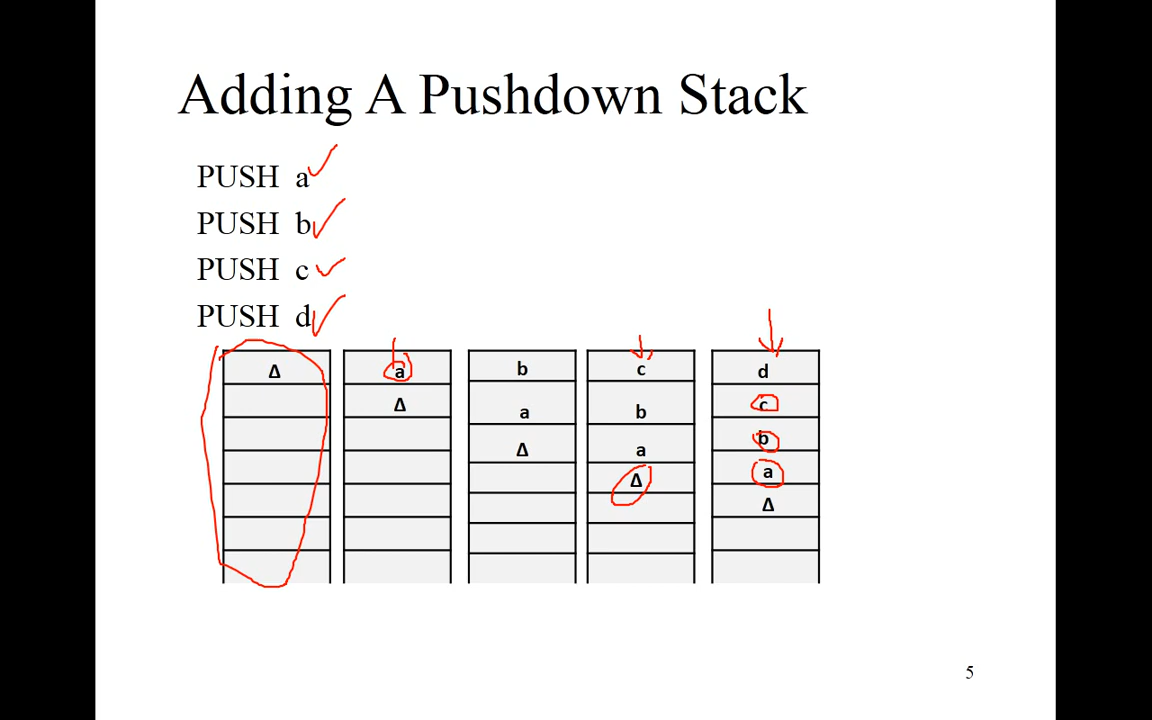 Adding A Pushdown Stack
PUSH a
PUSH b
PUSH c
PUSH d
Δ a b c d
Δ a b c
Δ a b
Δ a
Δ
5